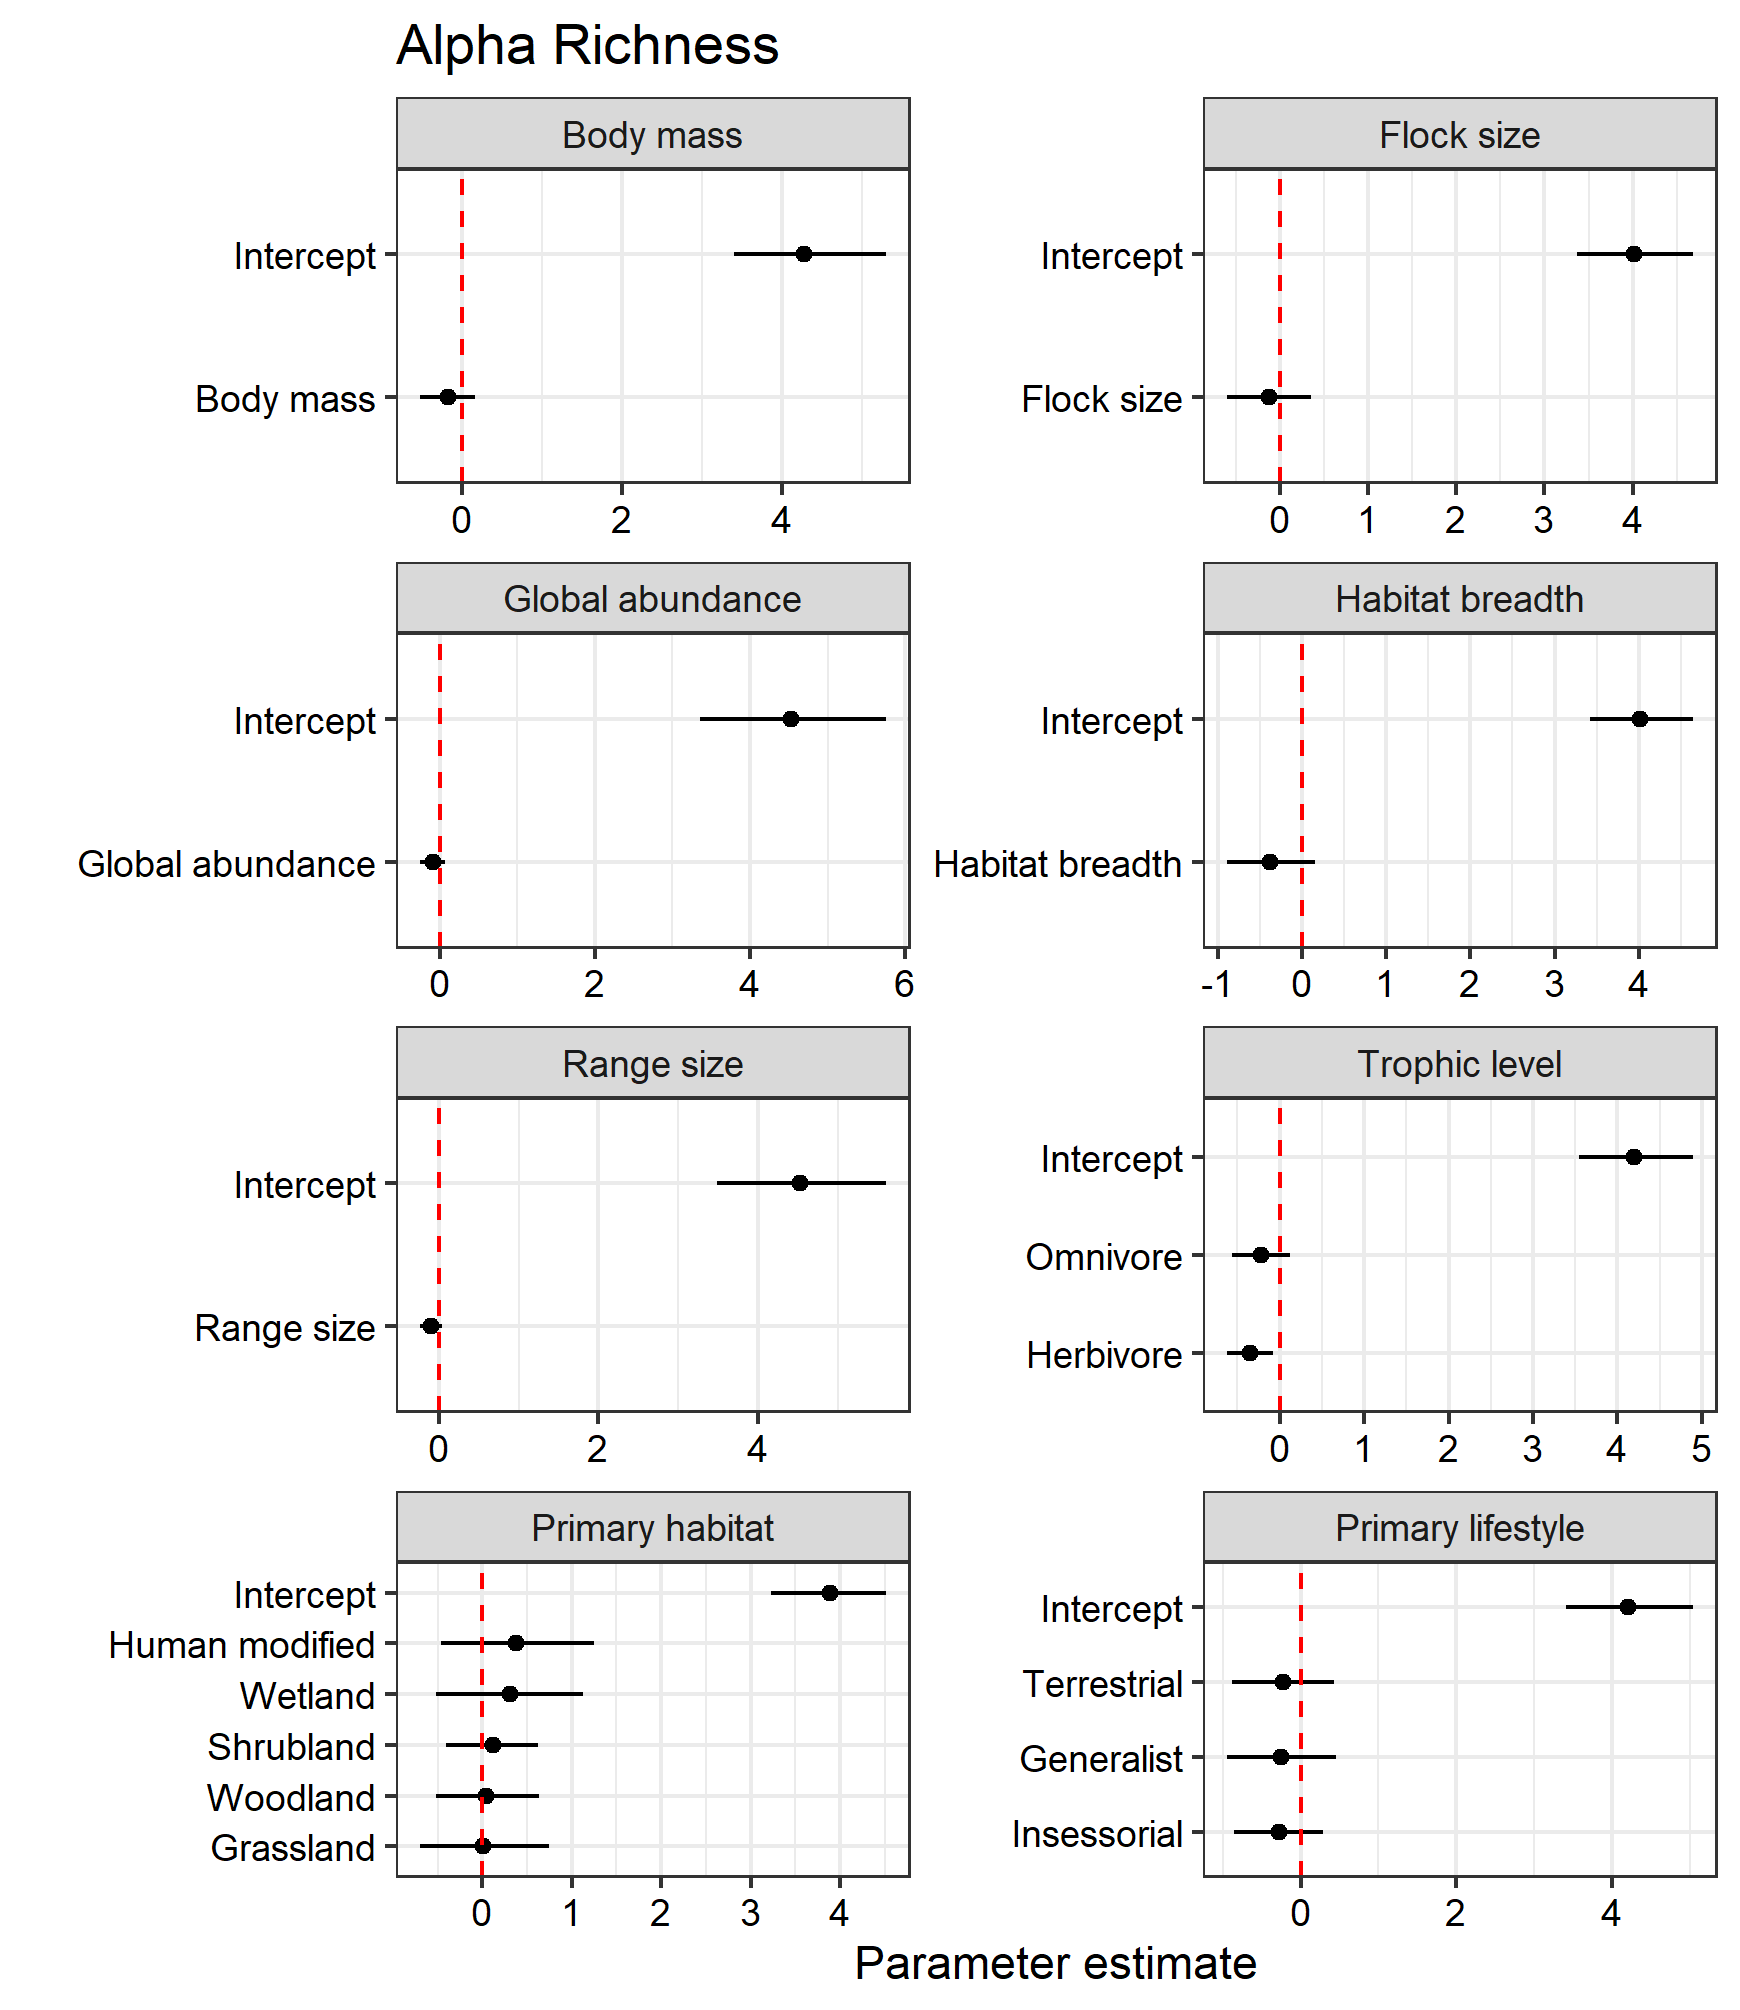 Alpha Richness
Body mass
Intercept
Body mass
0 2 4
Flock size
Intercept
Flock size
0 1 2 3 4
Global abundance
Intercept
Global abundance
0 2 4 6
Habitat breadth
Intercept
Habitat breadth
-1 0 1 2 3 4
Range size
Intercept
Range size
0 2 4
Trophic level
Intercept
Omnivore
Herbivore
0 1 2 3 4 5
Primary habitat
Intercept
Human modified
Wetland
Shrubland
Woodland
Grassland
0 1 2 3 4
Primary lifestyle
Intercept
Terrestrial
Generalist
Insessorial
0 2 4
Parameter estimate